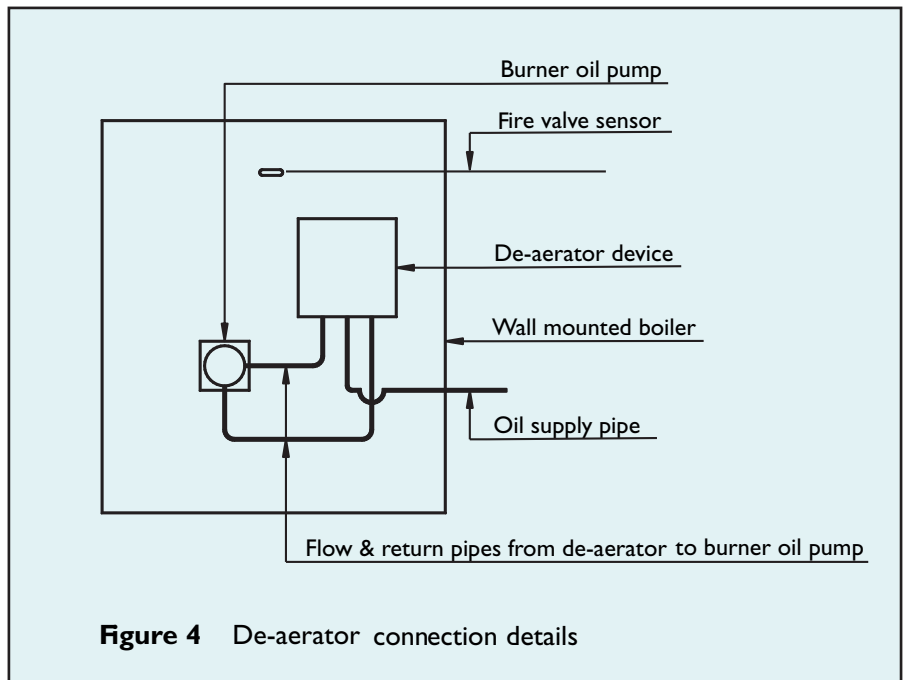 Burner oil pump
Fire valve sensor
De-aerator device
Wall mounted boiler
Oil supply pipe
Flow & return pipes from de-aerator to burner oil pump
Figure 4 De-aerator connection details